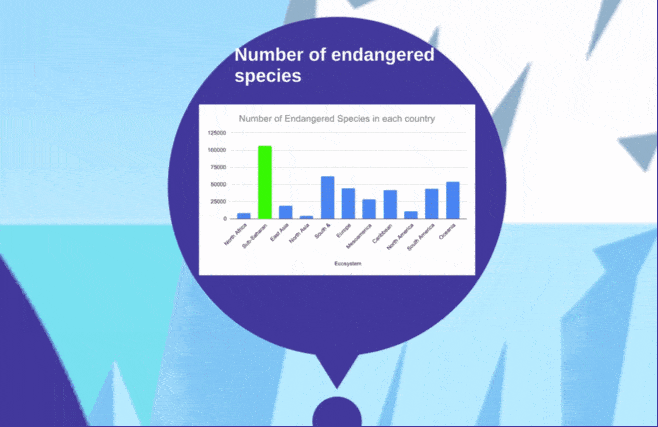 Number of endangered
species
Number of Endangered Species in each country
125000
100000
75000
50000
25000
0
North Africa
Sub-Saharan
East Asia
North Asia
South &
Europe
Mesoamerica
Caribbean
North America
South America
Oceania
Ecosystem